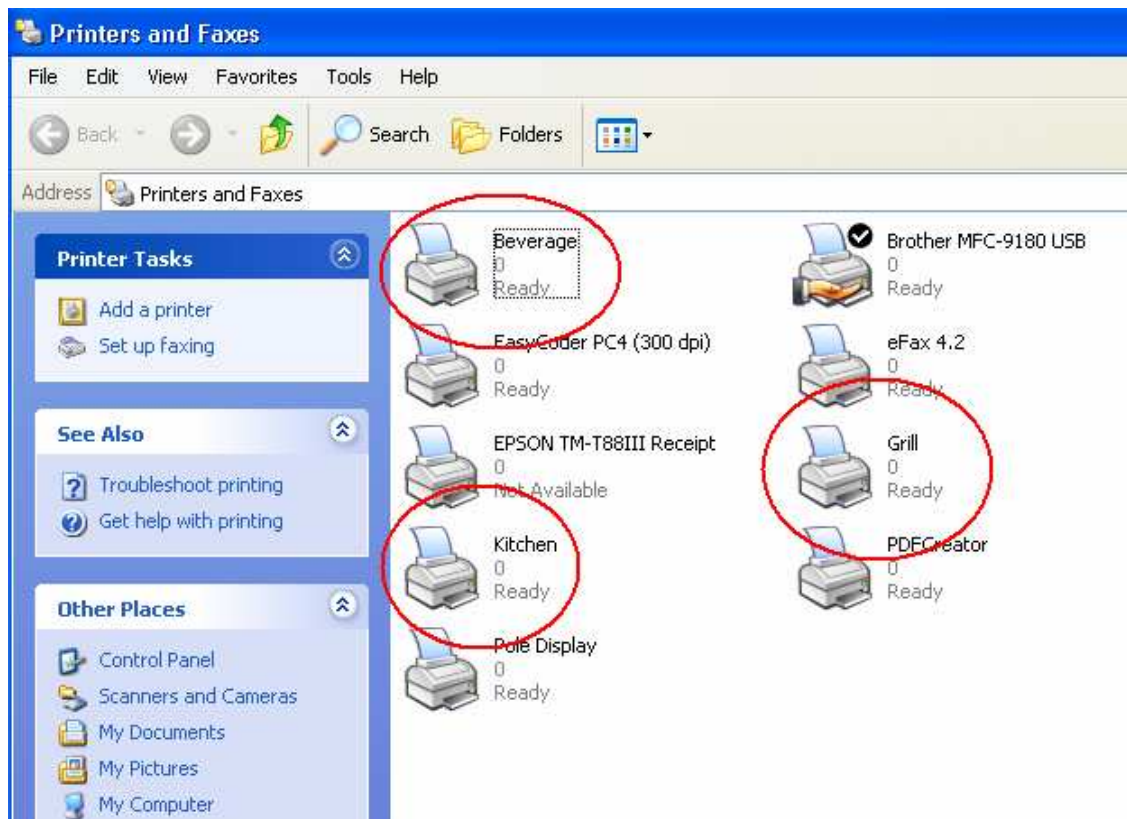 Printers and Faxes
File Edit View Favorites Tools Help
Back Search Folders
Address Printers and Faxes
Printer Tasks
Add a printer
Set up faxing
See Also
Troubleshoot printing
Get help with printing
Other Places
Control Panel
Scanners and Cameras
My Documents
My Pictures
My Computer
Beverage
0
Ready
Brother MFC-9180 USB
0
Ready
EasyCoder PC4 (300 dpi)
0
Ready
eFax 4.2
0
Ready
EPSON TM-T88III Receipt
0
Not Available
Grill
0
Ready
Kitchen
0
Ready
PDFCreator
0
Ready
Pole Display
0
Ready